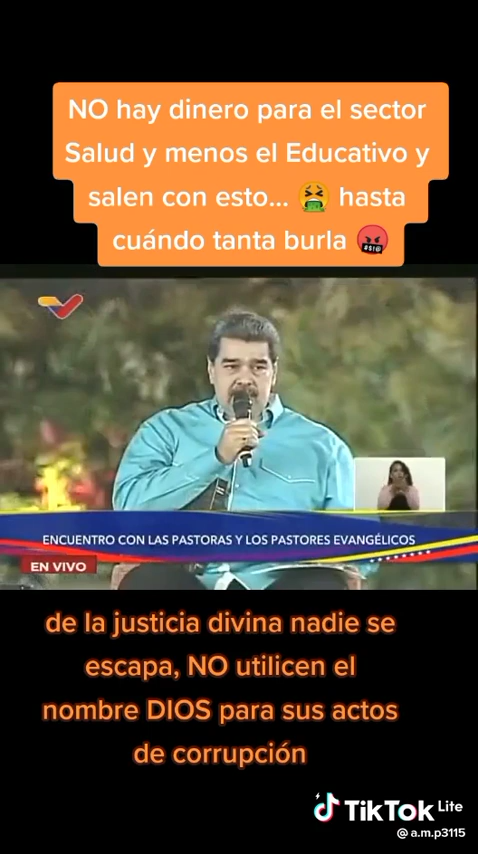 NO hay dinero para el sector
Salud y menos el Educativo y
salen con esto... 🤮 hasta
cuándo tanta burla 🤬
ENCUENTRO CON LAS PASTORAS Y LOS PASTORES EVANGÉLICOS
EN VIVO
de la justicia divina nadie se
escapa, NO utilicen el
nombre DIOS para sus actos
de corrupción
TikTok Lite
@a.m.p3115